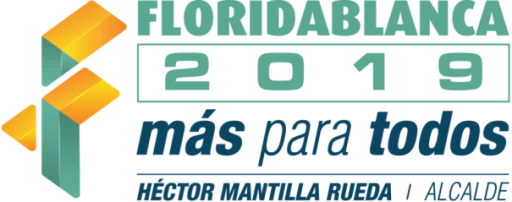 FLORIDABLANCA
2019
más para todos
HÉCTOR MANTILLA RUEDA | ALCALDE